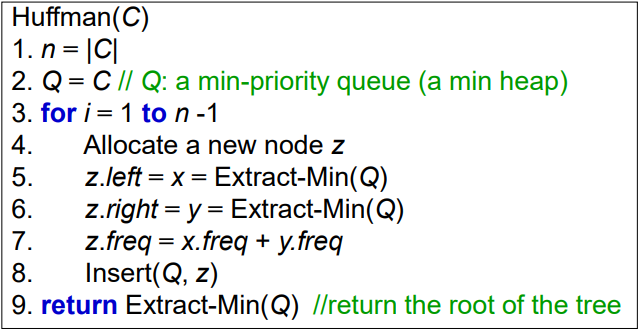 Huffman(C)
1. n = |C|
2. Q = C // Q: a min-priority queue (a min heap)
3. for i = 1 to n -1
4. Allocate a new node z
5. z.left = x = Extract-Min(Q)
6. z.right = y = Extract-Min(Q)
7. z.freq = x.freq + y.freq
8. Insert(Q, z)
9. return Extract-Min(Q) //return the root of the tree